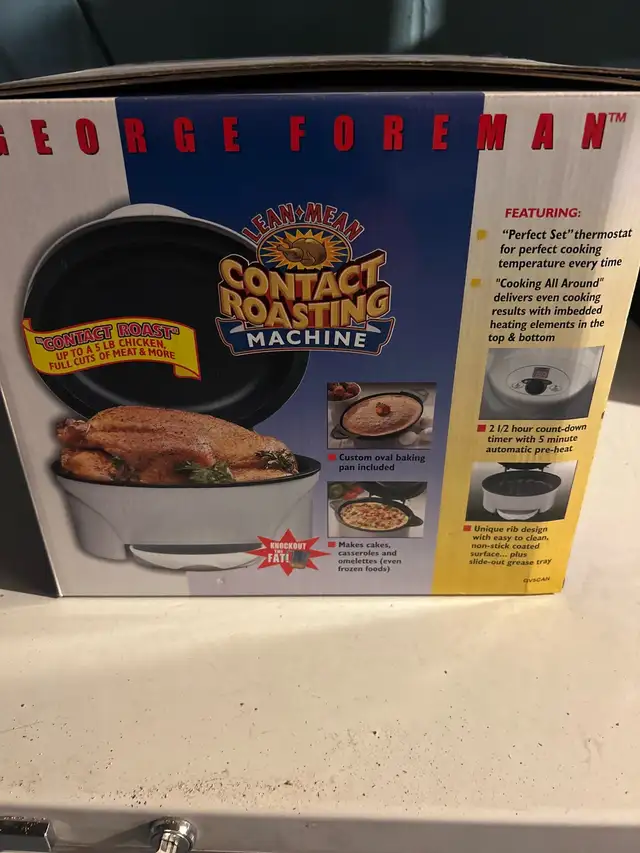 GEORGE FOREMAN™
LEAN MEAN
CONTACT
ROASTING
MACHINE
"CONTACT ROAST"
UP TO A 5 LB CHICKEN,
FULL CUTS OF MEAT & MORE
KNOCKOUT
THE
FAT!
Custom oval baking
pan included
Makes cakes,
casseroles and
omelettes (even
frozen foods)
FEATURING:
"Perfect Set" thermostat
for perfect cooking
temperature every time
"Cooking All Around"
delivers even cooking
results with imbedded
heating elements in the
top & bottom
2 1/2 hour count-down
timer with 5 minute
automatic pre-heat
Unique rib design
with easy to clean,
non-stick coated
surface... plus
slide-out grease tray